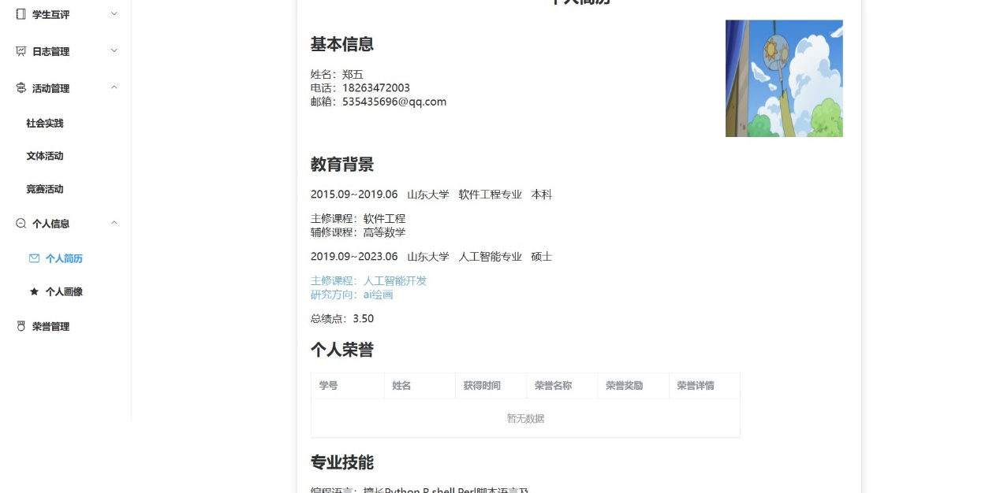 学生互评
日志管理
活动管理
社会实践
文体活动
竞赛活动
个人信息
个人简历
个人画像
荣誉管理
个人简历
基本信息
姓名：郑五
电话：18263472003
邮箱：535435696@qq.com
教育背景
2015.09~2019.06 山东大学 软件工程专业 本科
主修课程：软件工程
辅修课程：高等数学
2019.09~2023.06 山东大学 人工智能专业 硕士
主修课程：人工智能开发
研究方向：ai绘画
总绩点：3.50
个人荣誉
学号 姓名 获得时间 荣誉名称 荣誉奖励 荣誉详情
暂无数据
专业技能
编程语言：擅长Python,R,shell,Perl脚本语言及